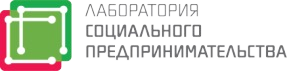 ЛАБОРАТОРИЯ
СОЦИАЛЬНОГО
ПРЕДПРИНИМАТЕЛЬСТВА